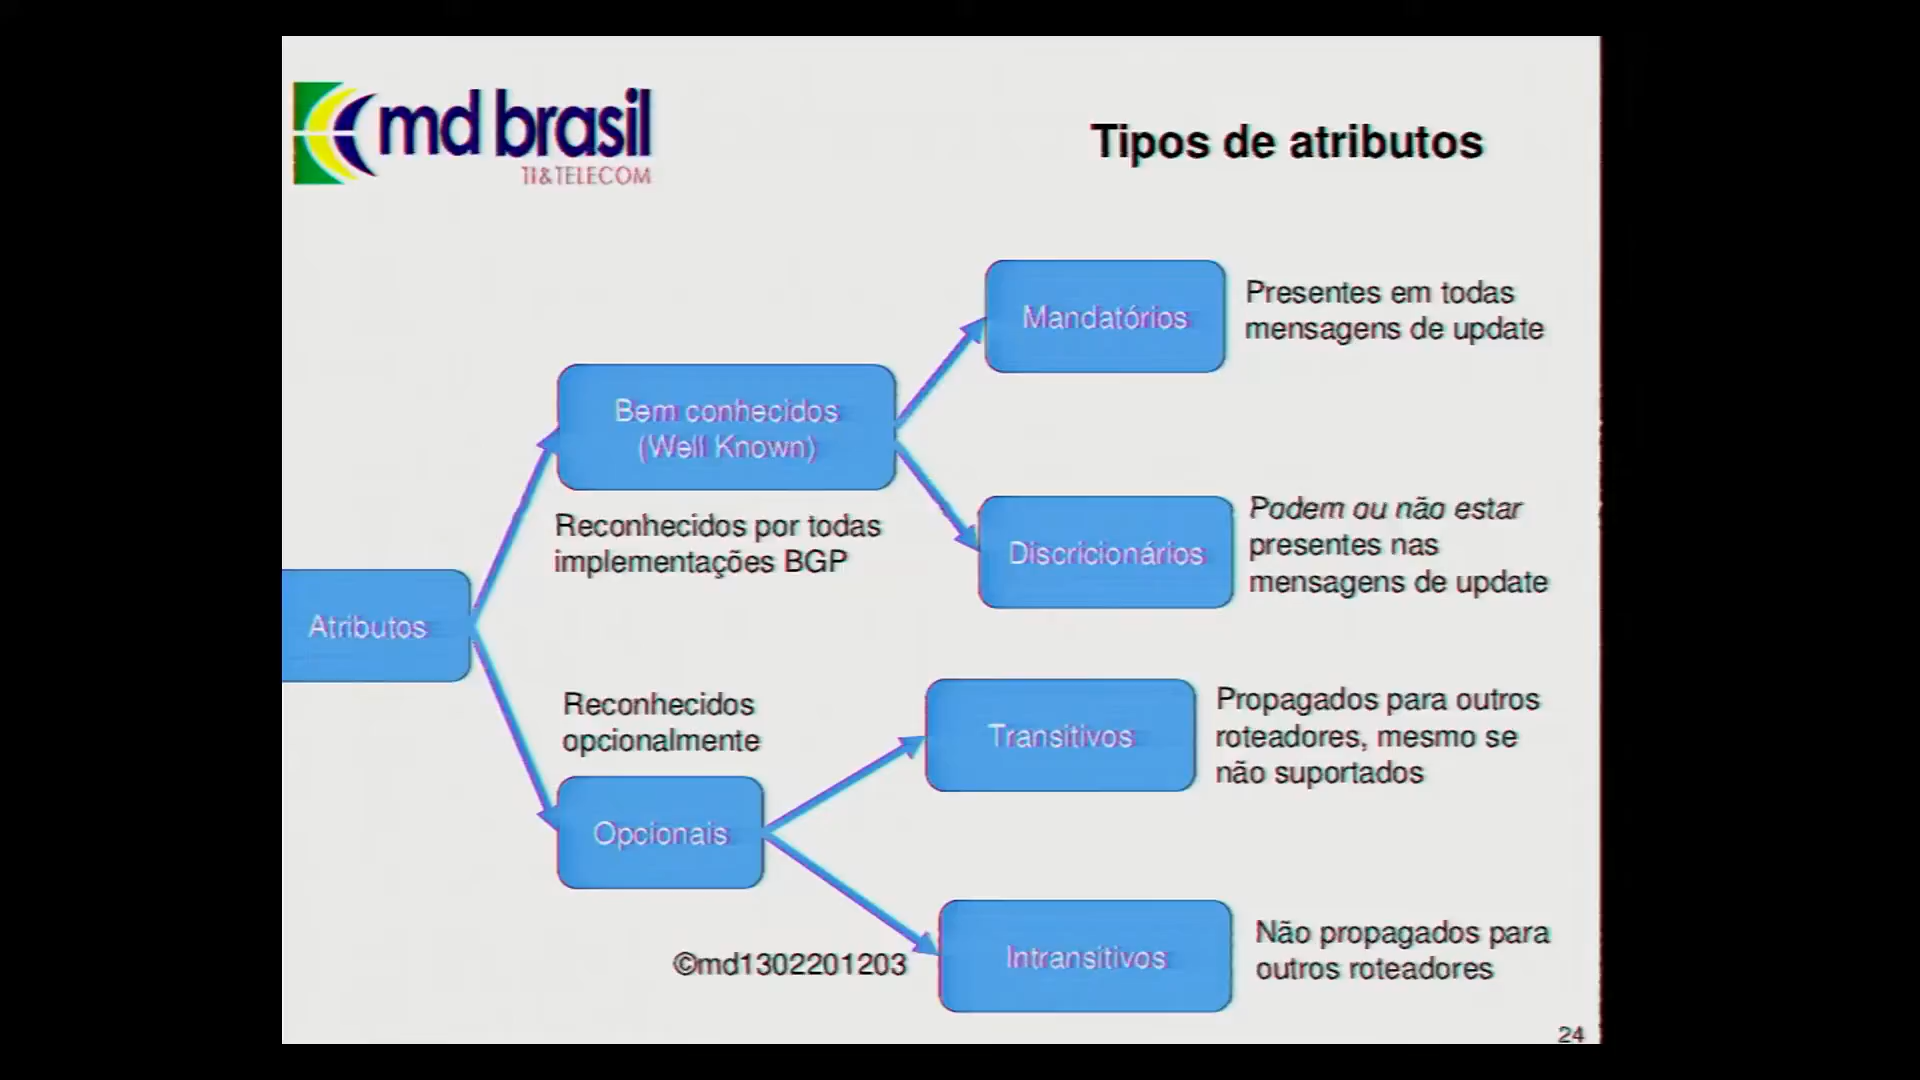 md brasil
TI & TELECOM
Tipos de atributos
Mandatórios
Presentes em todas
mensagens de update
Bem conhecidos
(Well Known)
Reconhecidos por todas
implementações BGP
Discricionários
Podem ou não estar
presentes nas
mensagens de update
Atributos
Reconhecidos
opcionalmente
Opcionais
Transitivos
Propagados para outros
roteadores, mesmo se
não suportados
Intransitivos
Não propagados para
outros roteadores
©md1302201203
24